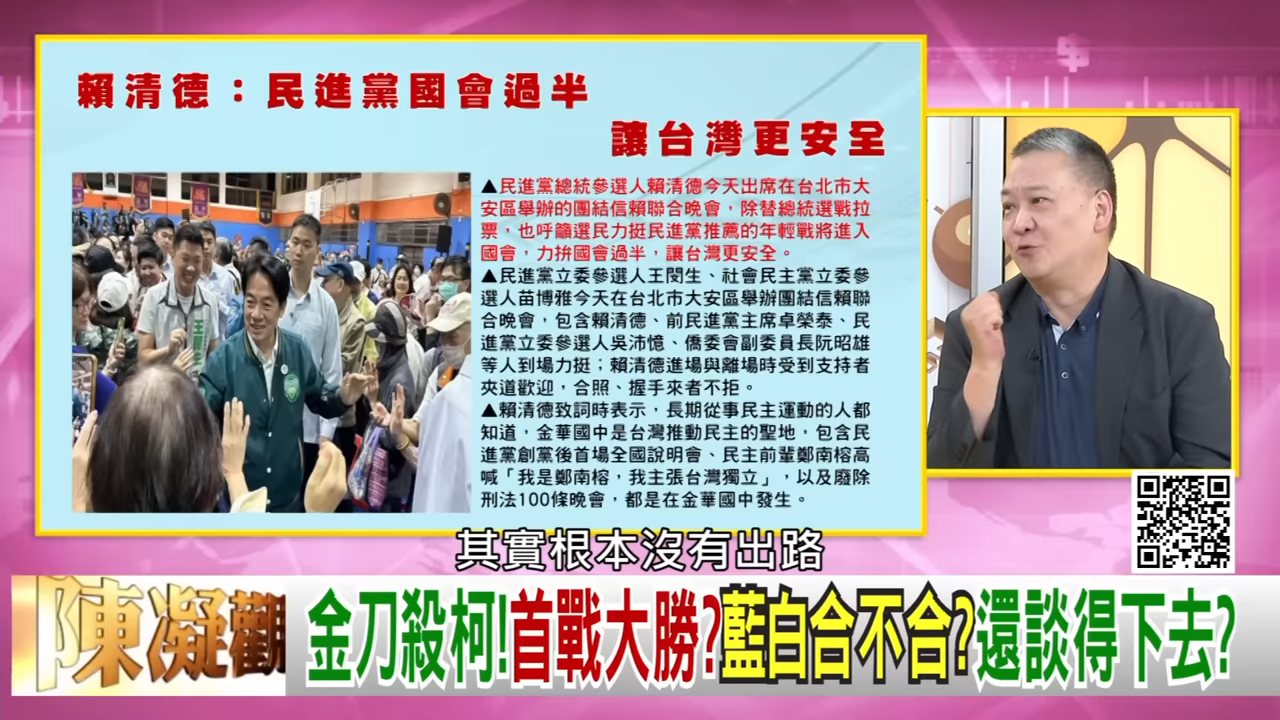 賴清德：民進黨國會過半
讓台灣更安全
▲民進黨總統參選人賴清德今天出席在台北市大
安區舉辦的團結信賴聯合晚會，除替總統選戰拉
票，也呼籲選民力挺民進黨推薦的年輕戰將進入
國會，力拚國會過半，讓台灣更安全。
▲民進黨立委參選人王閔生、社會民主黨立委參
選人苗博雅今天在台北市大安區舉辦團結信賴聯
合晚會，包含賴清德、前民進黨主席卓榮泰、民
進黨立委參選人吳沛憶、僑委會副委員長阮昭雄
等人到場力挺；賴清德進場與離場時受到支持者
夾道歡迎，合照、握手來者不拒。
▲賴清德致詞時表示，長期從事民主運動的人都
知道，金華國中是台灣推動民主的聖地，包含民
進黨創黨後首場全國說明會、民主前輩鄭南榕高
喊「我是鄭南榕，我主張台灣獨立」，以及廢除
刑法100條晚會，都是在金華國中發生。
其實根本沒有出路
陳凝觀
金刀殺柯!首戰大勝?藍白合不合?還談得下去?